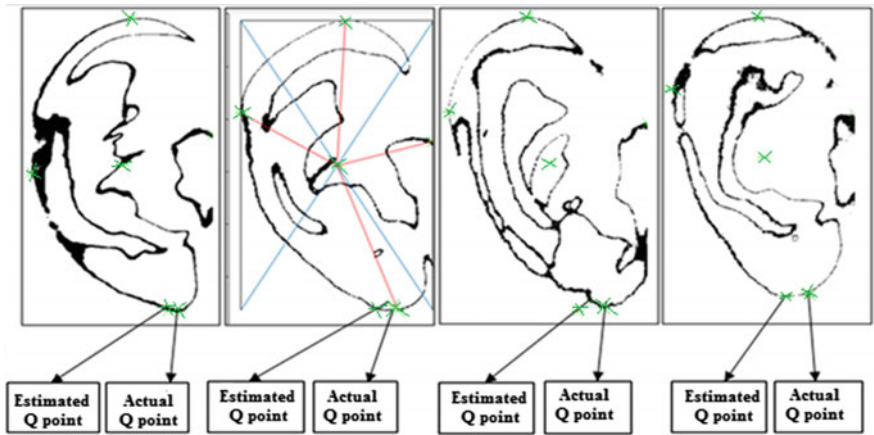 Estimated
Q point
Actual
Q point
Estimated
Q point
Actual
Q point
Estimated
Q point
Actual
Q point
Estimated
Q point
Actual
Q point